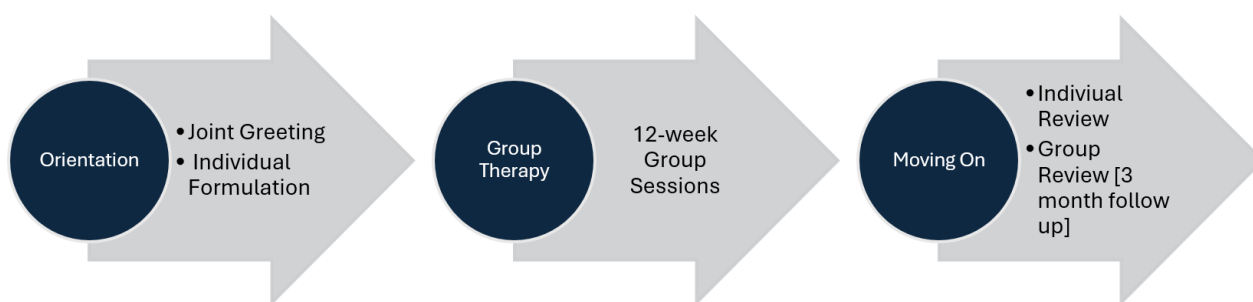 Orientation
•Joint Greeting
• Individual
Formulation
Group
Therapy
12-week
Group
Sessions
Moving On
•Indiviual
Review
•Group
Review [3
month follow
up]